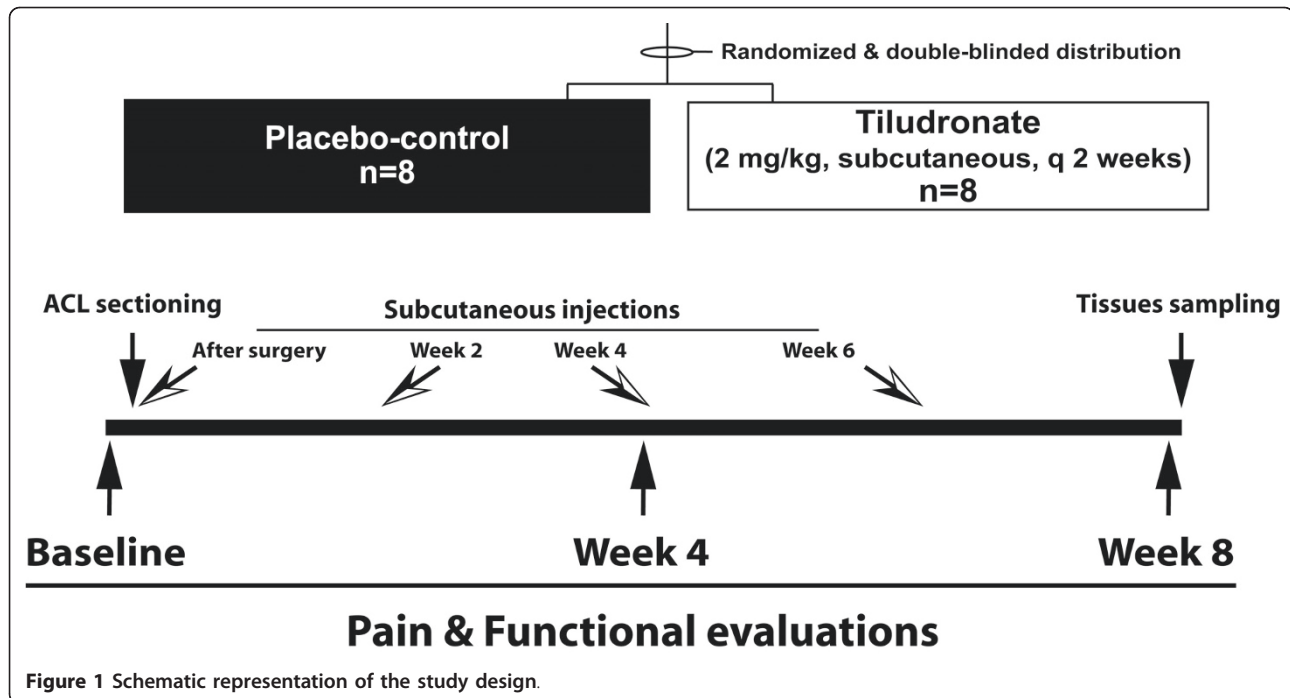 Randomized & double-blinded distribution
Placebo-control
n=8
Tiludronate
(2 mg/kg, subcutaneous, q 2 weeks)
n=8
ACL sectioning
Subcutaneous injections
Tissues sampling
After surgery
Week 2
Week 4
Week 6
Baseline
Week 4
Week 8
Pain & Functional evaluations
Figure 1 Schematic representation of the study design.